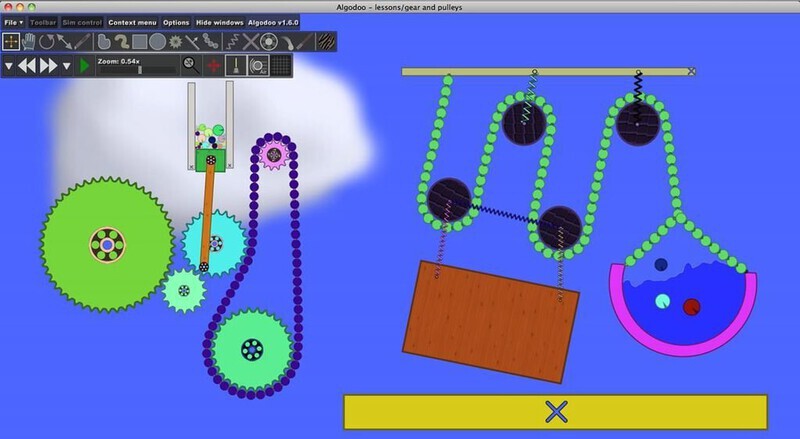 Algodoo - lessons/gear and pulleys
File ▾ Toolbar Sim control Context menu Options Hide windows Algodoo v1.6.0
Zoom: 0.54x
Air